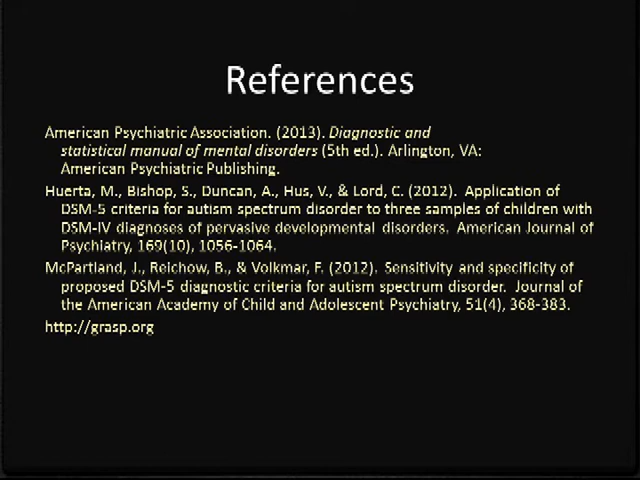 References
American Psychiatric Association. (2013). Diagnostic and
statistical manual of mental disorders (5th ed.). Arlington, VA:
American Psychiatric Publishing.
Huerta, M., Bishop, S., Duncan, A., Hus, V., & Lord, C. (2012). Application of
DSM-5 criteria for autism spectrum disorder to three samples of children with
DSM-IV diagnoses of pervasive developmental disorders. American Journal of
Psychiatry, 169(10), 1056-1064.
McPartland, J., Reichow, B., & Volkmar, F. (2012). Sensitivity and specificity of
proposed DSM-5 diagnostic criteria for autism spectrum disorder. Journal of
the American Academy of Child and Adolescent Psychiatry, 51(4), 368-383.
http://grasp.org